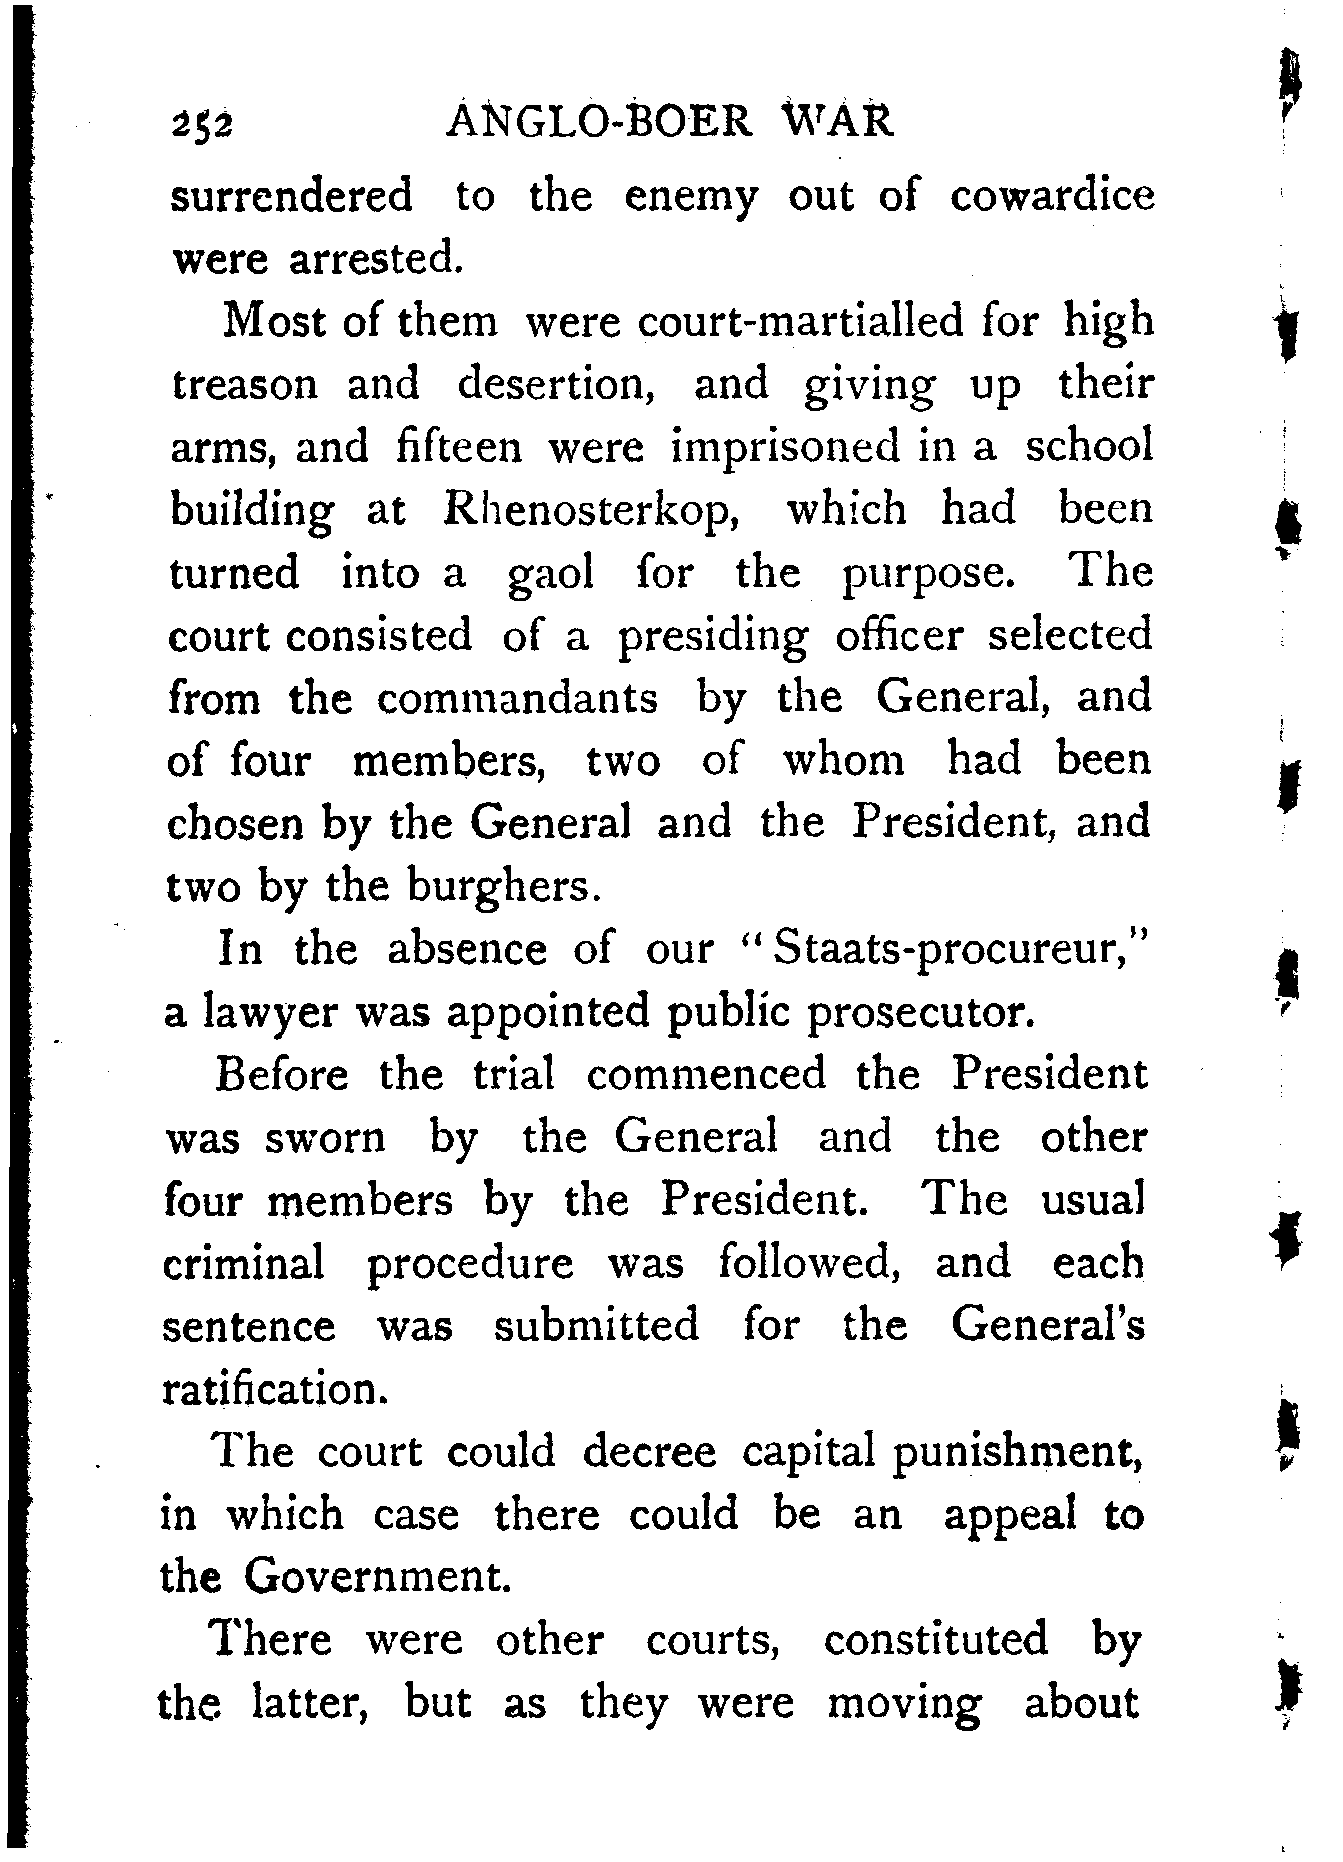 252 ANGLO-BOER WAR
surrendered to the enemy out of cowardice
were arrested.
Most of them were court-martialled for high
treason and desertion, and giving up their
arms, and fifteen were imprisoned in a school
building at Rhenosterkop, which had been
turned into a gaol for the purpose. The
court consisted of a presiding officer selected
from the commandants by the General, and
of four members, two of whom had been
chosen by the General and the President, and
two by the burghers.
In the absence of our "Staats-procureur,"
a lawyer was appointed public prosecutor.
Before the trial commenced the President
was sworn by the General and the other
four members by the President. The usual
criminal procedure was followed, and each
sentence was submitted for the General's
ratification.
The court could decree capital punishment,
in which case there could be an appeal to
the Government.
There were other courts, constituted by
the latter, but as they were moving about